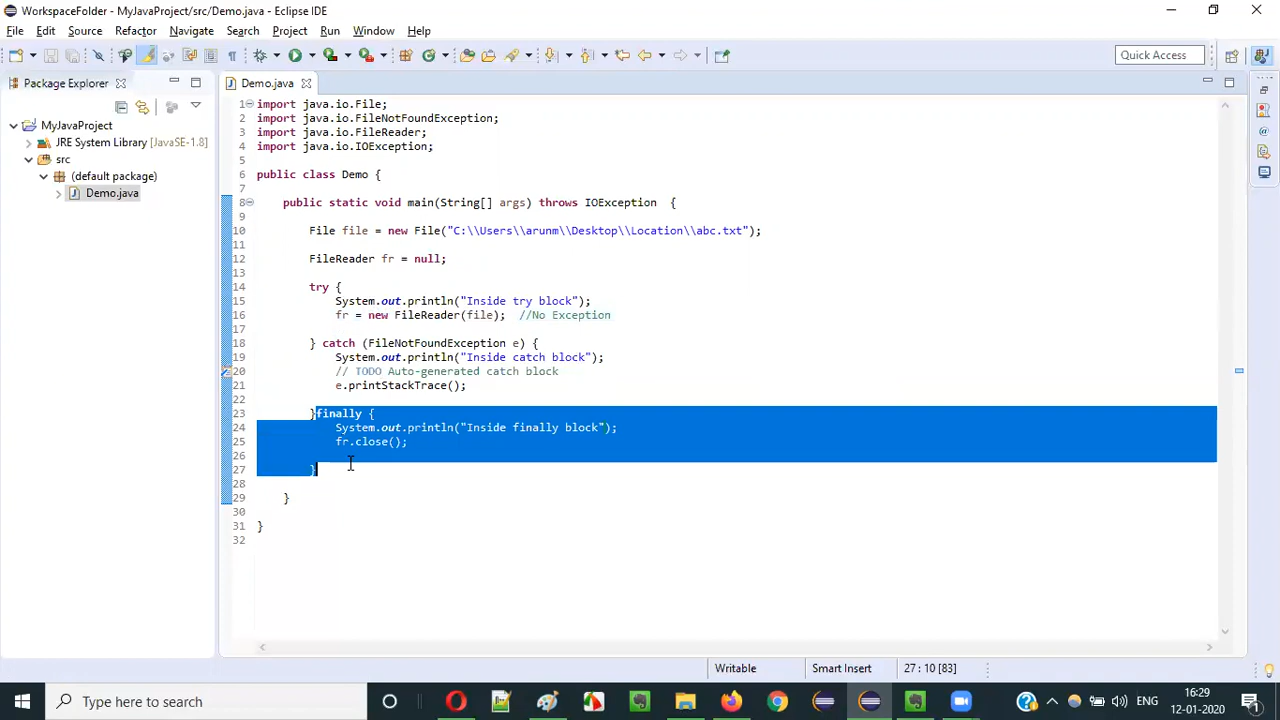 WorkspaceFolder - MyJavaProject/src/Demo.java - Eclipse IDE
File Edit Source Refactor Navigate Search Project Run Window Help
Quick Access
Package Explorer
MyJavaProject
JRE System Library [JavaSE-1.8]
src
(default package)
Demo.java
Demo.java
1 import java.io.File;
2 import java.io.FileNotFoundException;
3 import java.io.FileReader;
4 import java.io.IOException;
5
6 public class Demo {
7
8 public static void main(String[] args) throws IOException {
9
10 File file = new File("C:\\Users\\arunm\\Desktop\\Location\\abc.txt");
11
12 FileReader fr = null;
13
14 try {
15 System.out.println("Inside try block");
16 fr = new FileReader(file); //No Exception
17
18 } catch (FileNotFoundException e) {
19 System.out.println("Inside catch block");
20 // TODO Auto-generated catch block
21 e.printStackTrace();
22
23 }finally {
24 System.out.println("Inside finally block");
25 fr.close();
26
27 }
28
29 }
30
31 }
32
Writable Smart Insert 27 : 10 [83]
Type here to search
ENG
16:29
12-01-2020
1